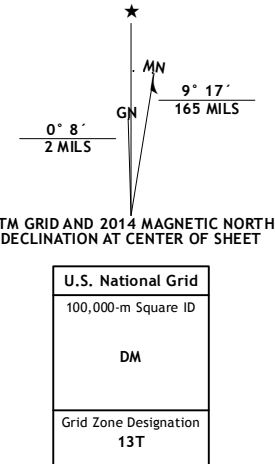 MN
GN
9° 17´
165 MILS
0° 8´
2 MILS
TM GRID AND 2014 MAGNETIC NORTH
DECLINATION AT CENTER OF SHEET
U.S. National Grid
100,000-m Square ID
DM
Grid Zone Designation
13T